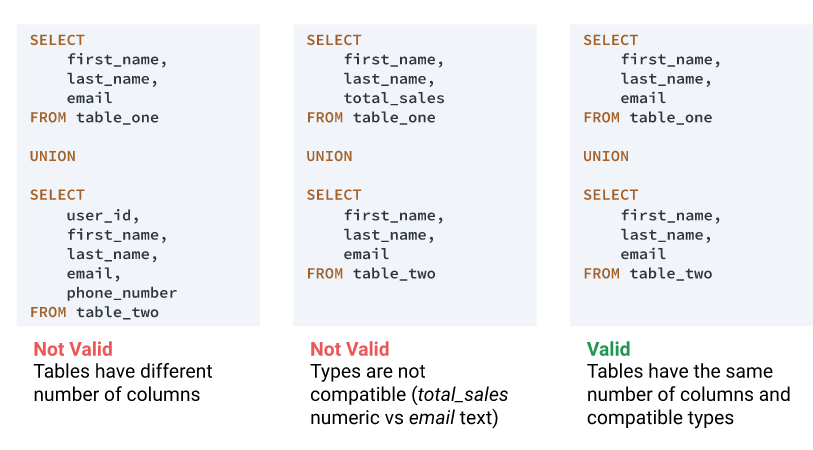 SELECT
first_name,
last_name,
email
FROM table_one
UNION
SELECT
user_id,
first_name,
last_name,
email,
phone_number
FROM table_two
Not Valid
Tables have different
number of columns
SELECT
first_name,
last_name,
total_sales
FROM table_one
UNION
SELECT
first_name,
last_name,
email
FROM table_two
Not Valid
Types are not
compatible (total_sales
numeric vs email text)
SELECT
first_name,
last_name,
email
FROM table_one
UNION
SELECT
first_name,
last_name,
email
FROM table_two
Valid
Tables have the same
number of columns and
compatible types